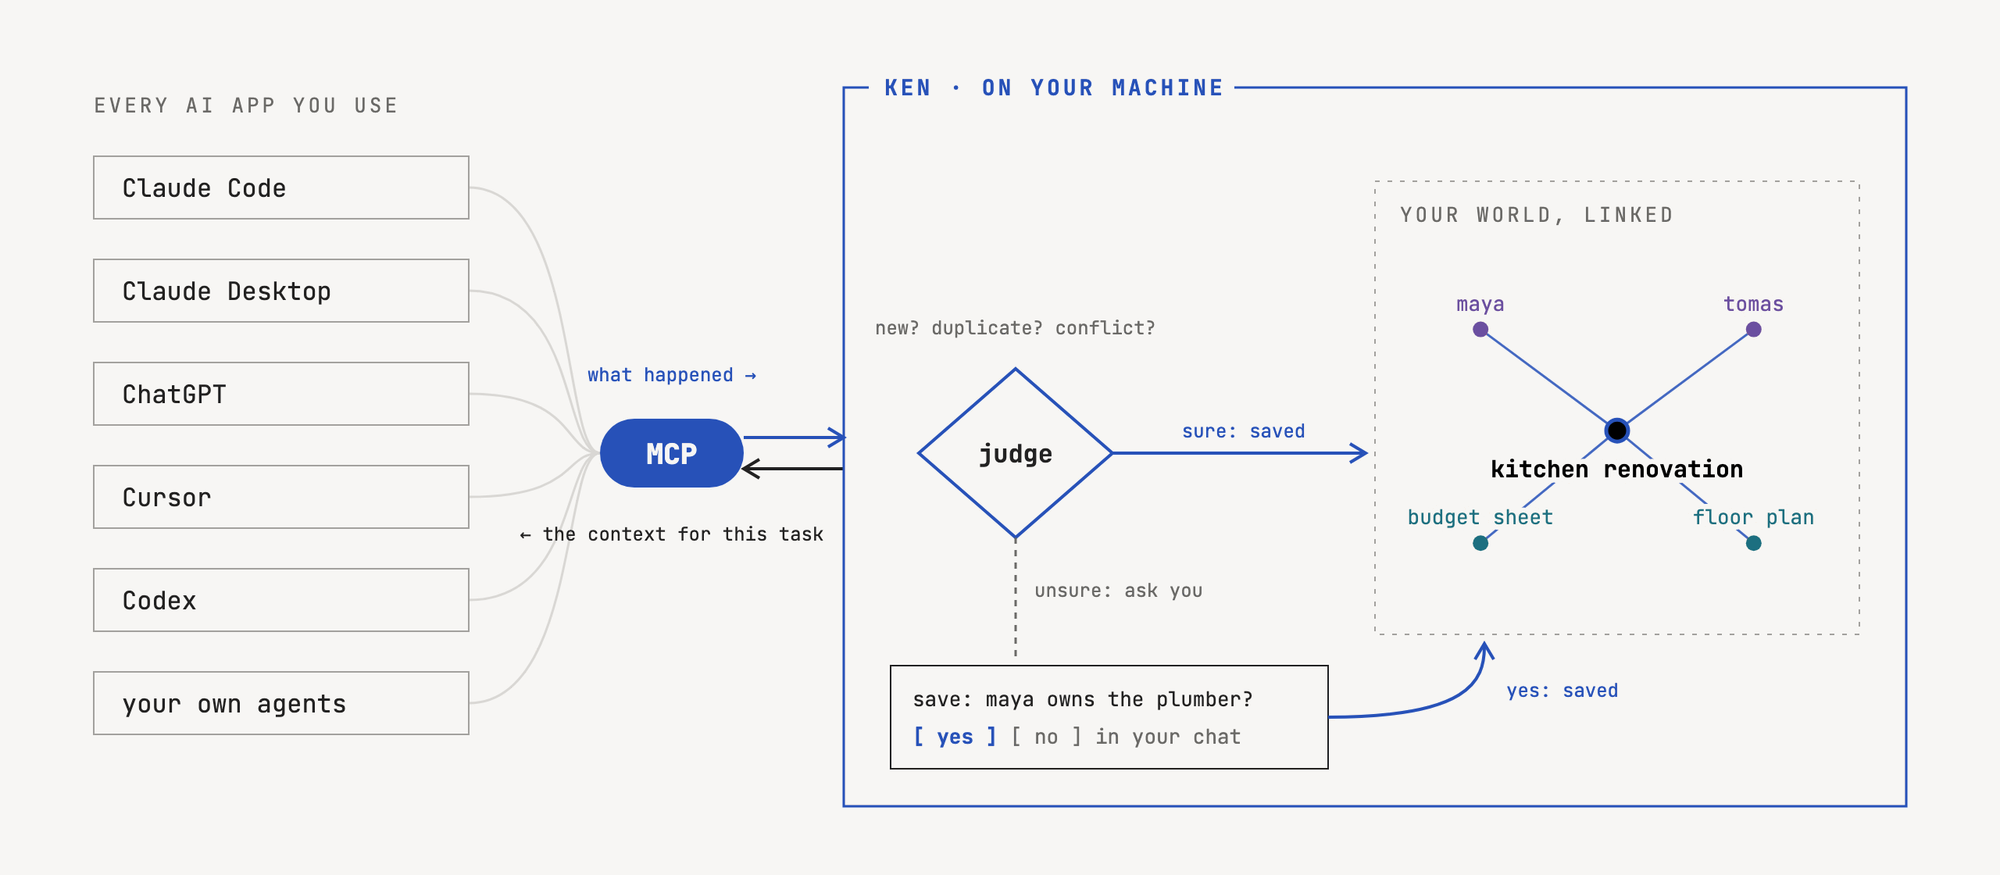 EVERY AI APP YOU USE
Claude Code
Claude Desktop
ChatGPT
Cursor
Codex
your own agents
what happened →
MCP
← the context for this task
KEN · ON YOUR MACHINE
new? duplicate? conflict?
judge
sure: saved
unsure: ask you
save: maya owns the plumber?
[ yes ] [ no ] in your chat
yes: saved
YOUR WORLD, LINKED
maya
tomas
kitchen renovation
budget sheet
floor plan